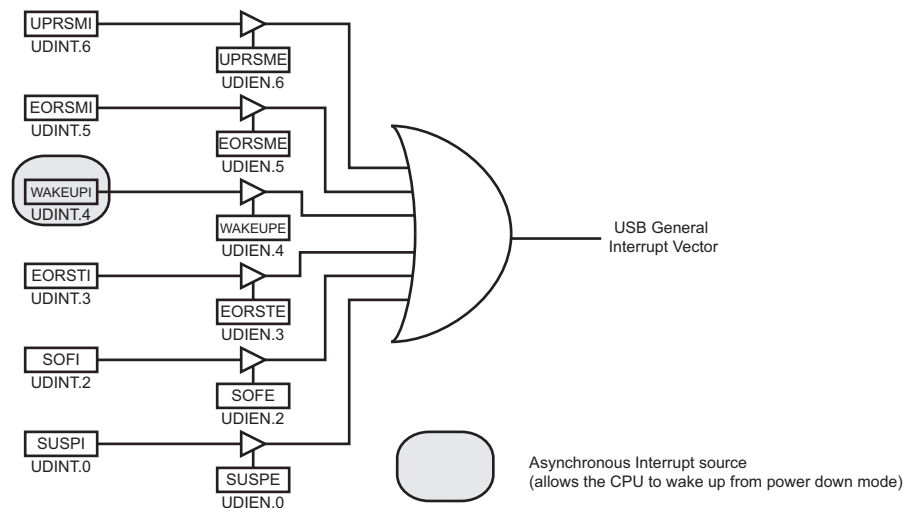 UPRSMI
UDINT.6
UPRSME
UDIEN.6
EORSMI
UDINT.5
EORSME
UDIEN.5
WAKEUPI
UDINT.4
WAKEUPE
UDIEN.4
EORSTI
UDINT.3
EORSTE
UDIEN.3
SOFI
UDINT.2
SOFE
UDIEN.2
SUSPI
UDINT.0
SUSPE
UDIEN.0
USB General
Interrupt Vector
Asynchronous Interrupt source
(allows the CPU to wake up from power down mode)